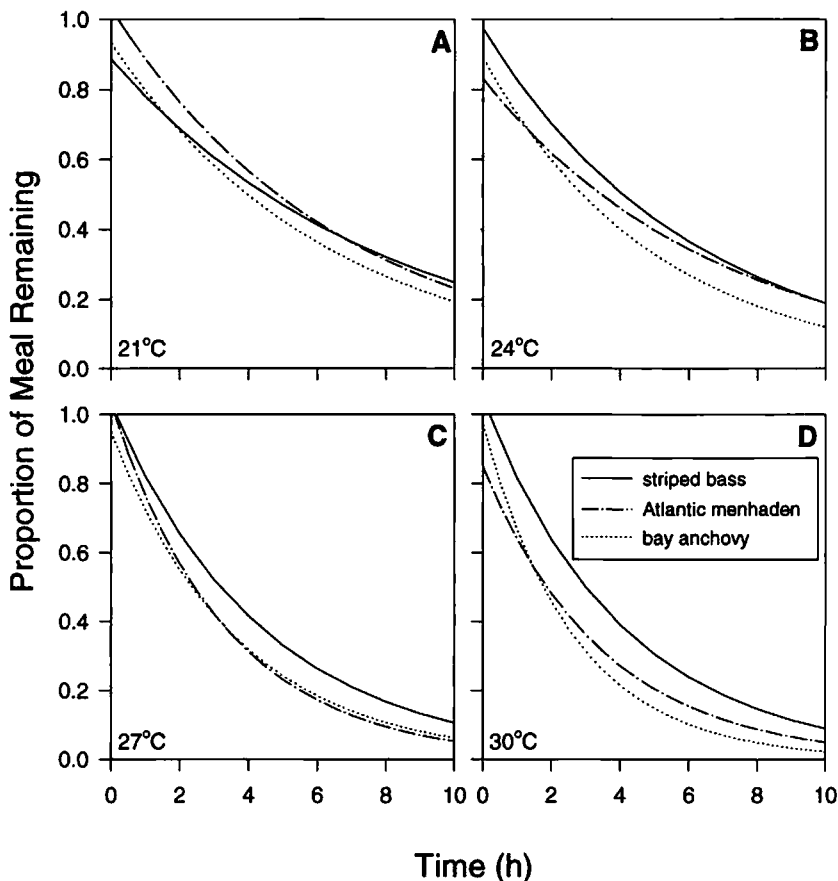 Proportion of Meal Remaining
1.0
0.8
0.6
0.4
0.2
0.0
A
21°C
B
24°C
1.0
0.8
0.6
0.4
0.2
0.0
C
27°C
0
2
4
6
8
10
D
striped bass
Atlantic menhaden
bay anchovy
30°C
0
2
4
6
8
10
Time (h)